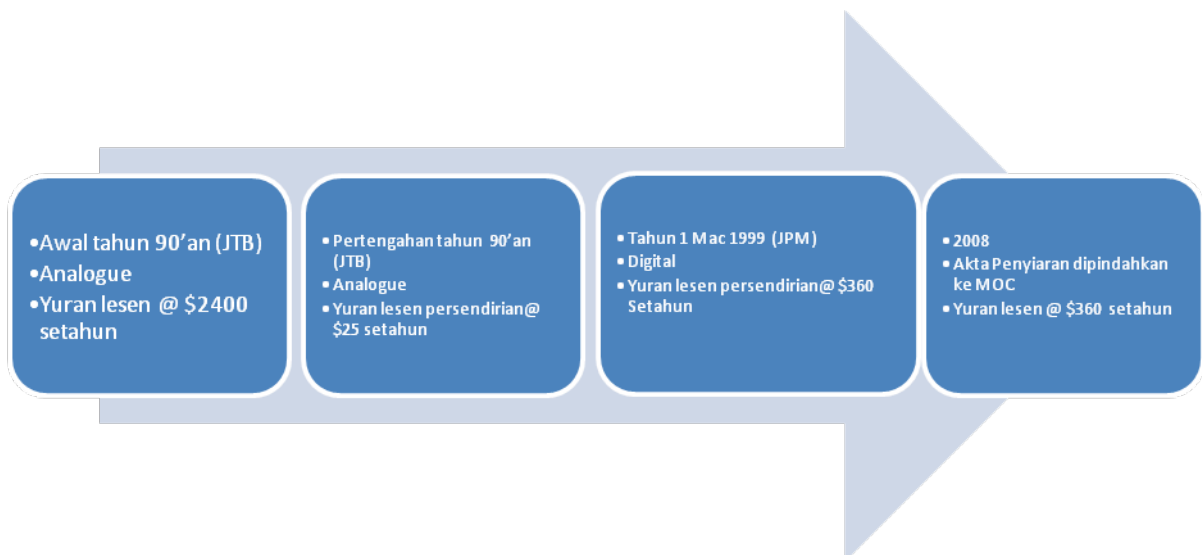 •Awal tahun 90’an (JTB)
•Analogue
•Yuran lesen @ $2400
setahun
• Pertengahan tahun 90’an
(JTB)
• Analogue
• Yuran lesen persendirian@
$25 setahun
• Tahun 1 Mac 1999 (JPM)
• Digital
• Yuran lesen persendirian@ $360
Setahun
• 2008
• Akta Penyiaran dipindahkan
ke MOC
• Yuran lesen @ $360 setahun